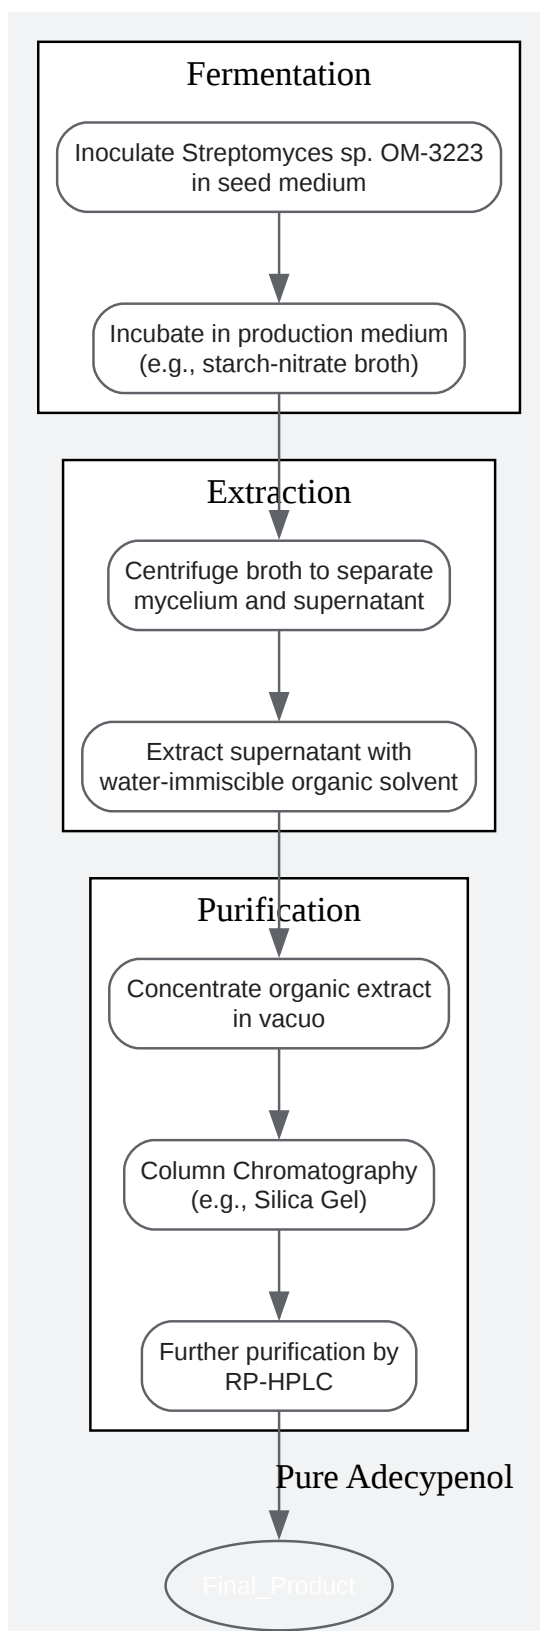 Fermentation
Inoculate Streptomyces sp. OM-3223
in seed medium
Incubate in production medium
(e.g., starch-nitrate broth)
Extraction
Centrifuge broth to separate
mycelium and supernatant
Extract supernatant with
water-immiscible organic solvent
Purification
Concentrate organic extract
in vacuo
Column Chromatography
(e.g., Silica Gel)
Further purification by
RP-HPLC
Pure Adecypenol
Final_Product